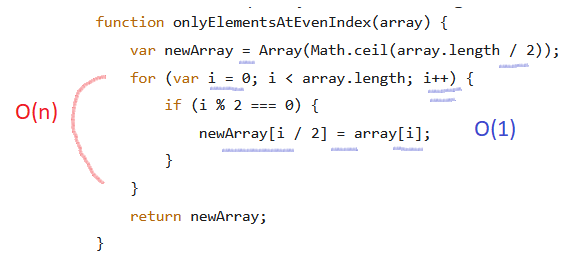 function onlyElementsAtEvenIndex(array) {
var newArray = Array(Math.ceil(array.length / 2));
for (var i = 0; i < array.length; i++) {
O(n)
if (i % 2 === 0) {
newArray[i / 2] = array[i];
O(1)
}
}
return newArray;
}